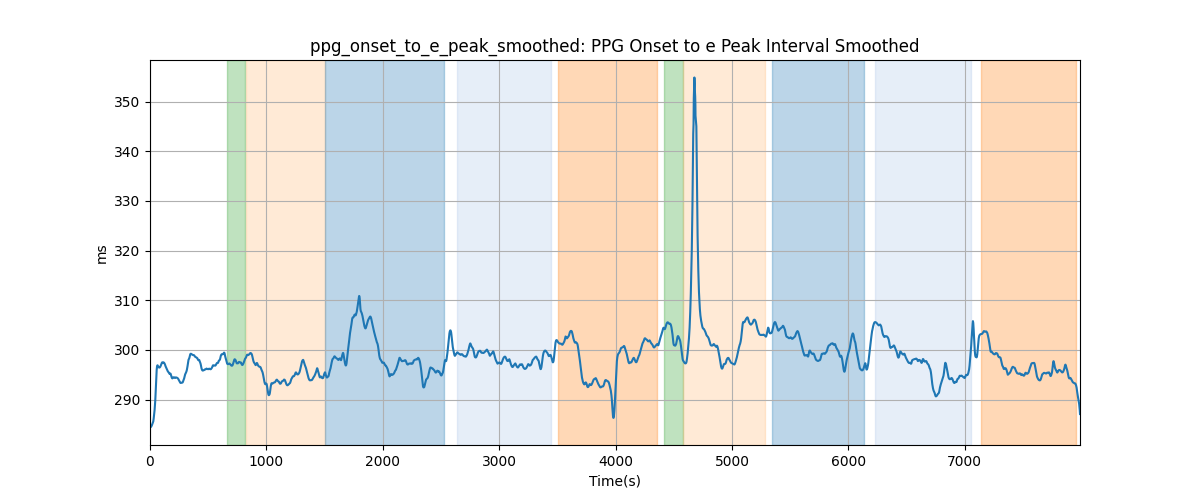 ppg_onset_to_e_peak_smoothed: PPG Onset to e Peak Interval Smoothed
350
340
330
320
310
300
290
ms
0 1000 2000 3000 4000 5000 6000 7000
Time(s)